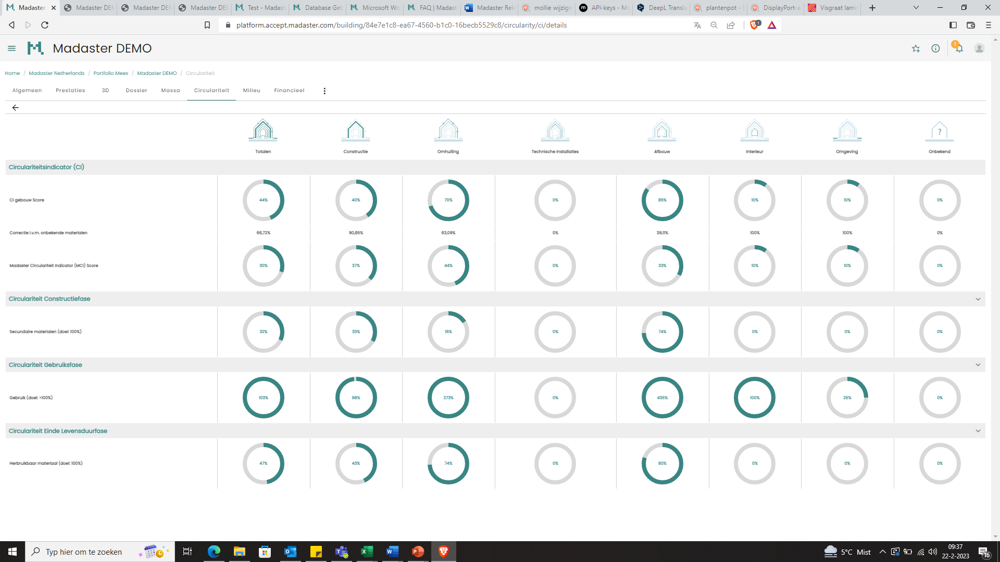 Madaster
Madaster DEM
Madaster DEM
Madaster DEM
Test - Madast
Database Geb
Microsoft Wo
FAQ | Madast
Madaster Rel
mollie wijzigin
API-keys - Mo
DeepL Transla
plantenpot -
DisplayPort-a
Visgraat lami
platform.accept.madaster.com/building/84e7e1c8-ea67-4560-b1c0-16becb5529c8/circularity/ci/details
1
Madaster DEMO
1
Home / Madaster Netherlands / Portfolio Mees / Madaster DEMO / Circulariteit
Algemeen Prestaties 3D Dossier Massa Circulariteit Milieu Financieel
?
Totalen Constructie Omhulling Technische Installaties Afbouw Interieur Omgeving Onbekend
Circulariteitsindicator (CI)
CI gebouw Score 44% 40% 70% 0% 85% 10% 10% 0%
Correctie i.v.m. onbekende materialen 66,72% 90,85% 63,09% 0% 39,11% 100% 100% 0%
Madaster Circulariteit Indicator (MCI) Score 30% 37% 44% 0% 33% 10% 10% 0%
Circulariteit Constructiefase
Secundaire materialen (doel: 100%) 32% 33% 16% 0% 74% 0% 0% 0%
Circulariteit Gebruiksfase
Gebruik (doel: >100%) 103% 98% 273% 0% 435% 100% 25% 0%
Circulariteit Einde Levensduurfase
Herbruikbaar materiaal (doel: 100%) 47% 43% 74% 0% 80% 0% 0% 0%
Typ hier om te zoeken
5°C Mist
09:37
22-2-2023
16